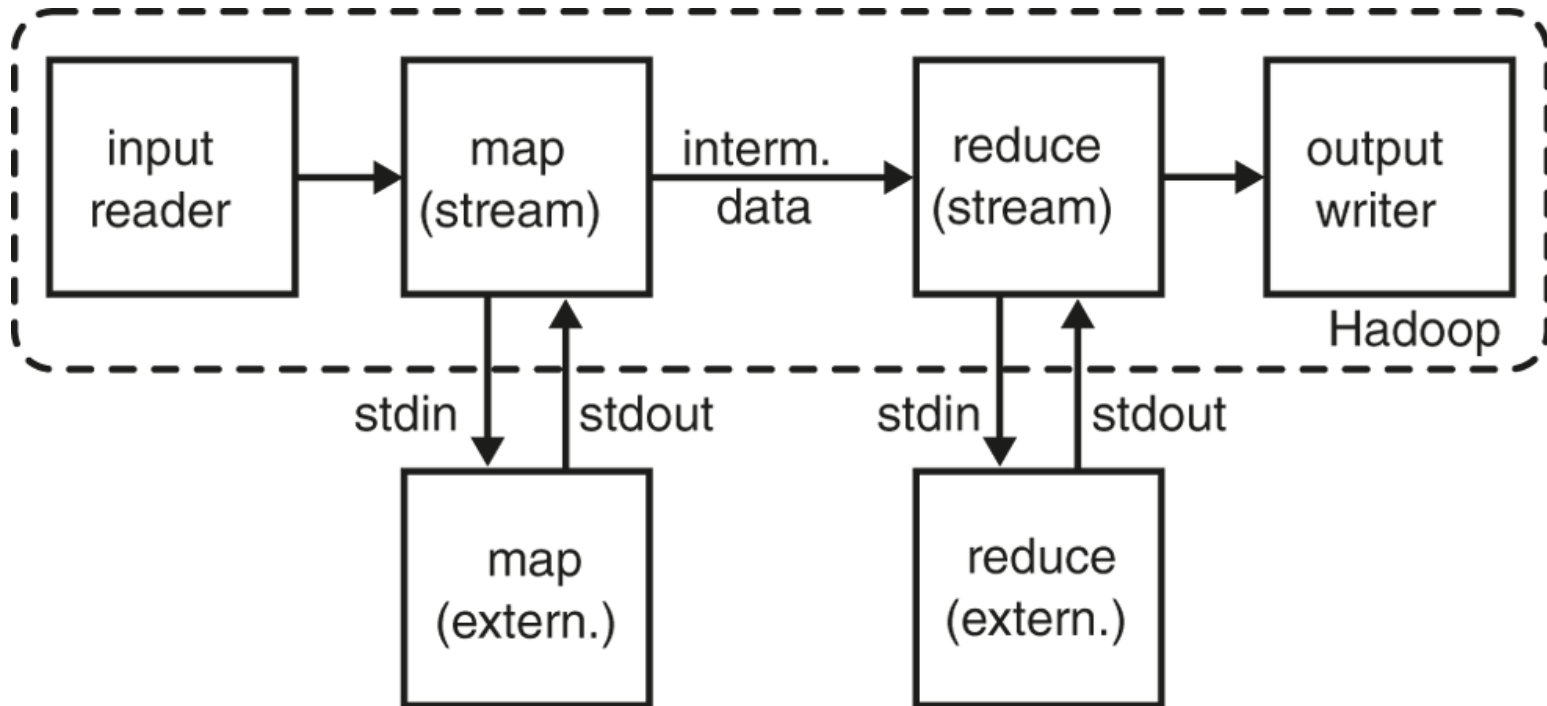 input
reader
map
(stream)
interm.
data
reduce
(stream)
output
writer
Hadoop
stdin
stdout
stdin
stdout
map
(extern.)
reduce
(extern.)